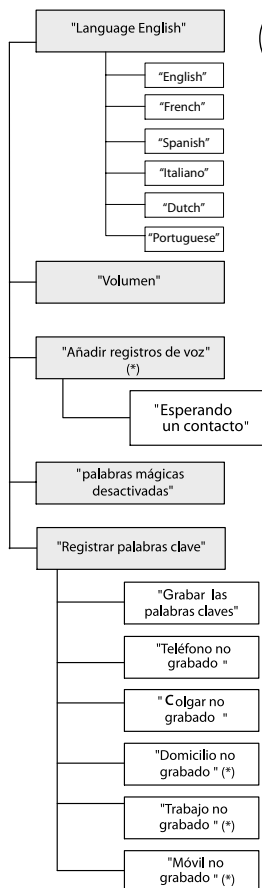 "Language English"
“English”
“French”
“Spanish”
“Italiano”
“Dutch”
“Portuguese”
"Volumen"
"Añadir registros de voz"
(*)
"Esperando
un contacto"
"palabras mágicas
desactivadas"
"Registrar palabras clave"
"Grabar las
palabras claves"
"Teléfono no
grabado "
" Colgar no
grabado "
"Domicilio no
grabado " (*)
"Trabajo no
grabado " (*)
"Móvil no
grabado " (*)